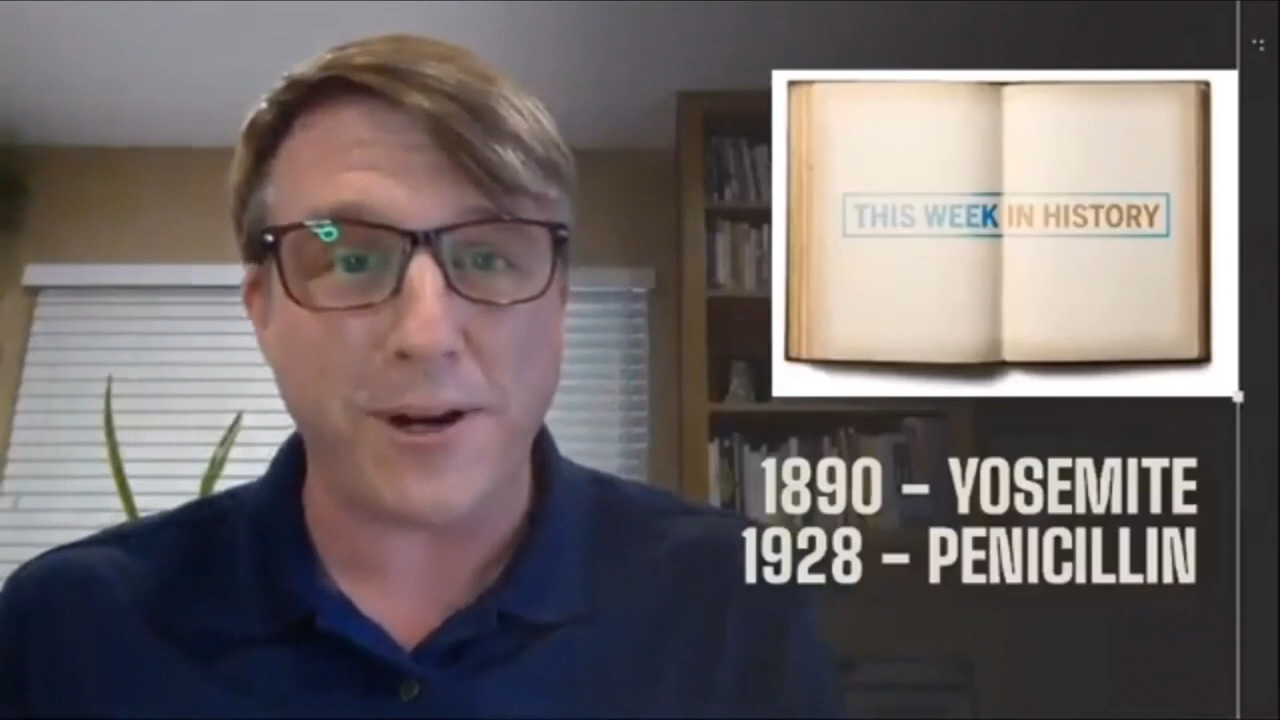 THIS WEEK IN HISTORY
1890 – YOSEMITE
1928 – PENICILLIN